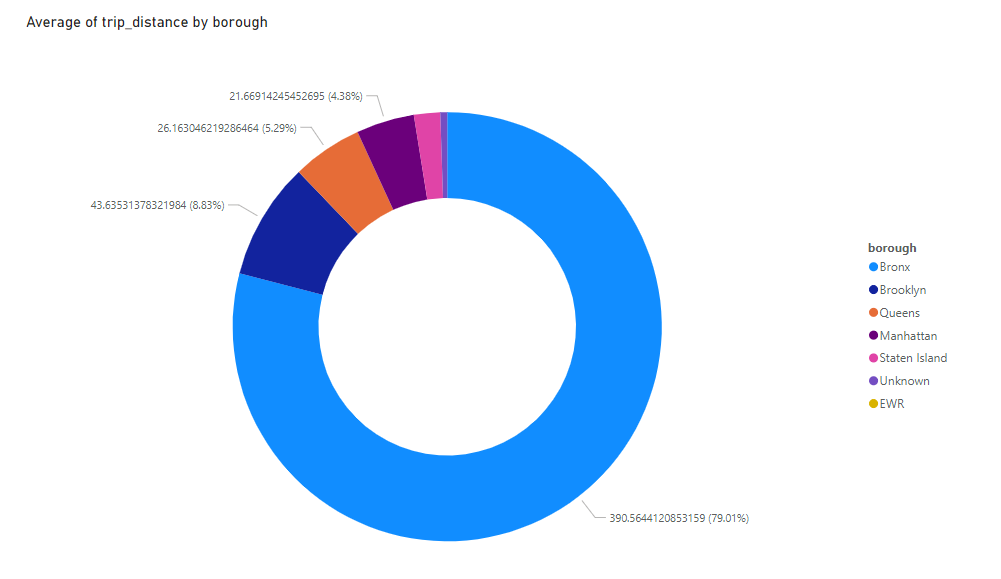 Average of trip_distance by borough
21.66914245452695 (4.38%)
26.163046219286464 (5.29%)
43.63531378321984 (8.83%)
390.5644120853159 (79.01%)
borough
Bronx
Brooklyn
Queens
Manhattan
Staten Island
Unknown
EWR